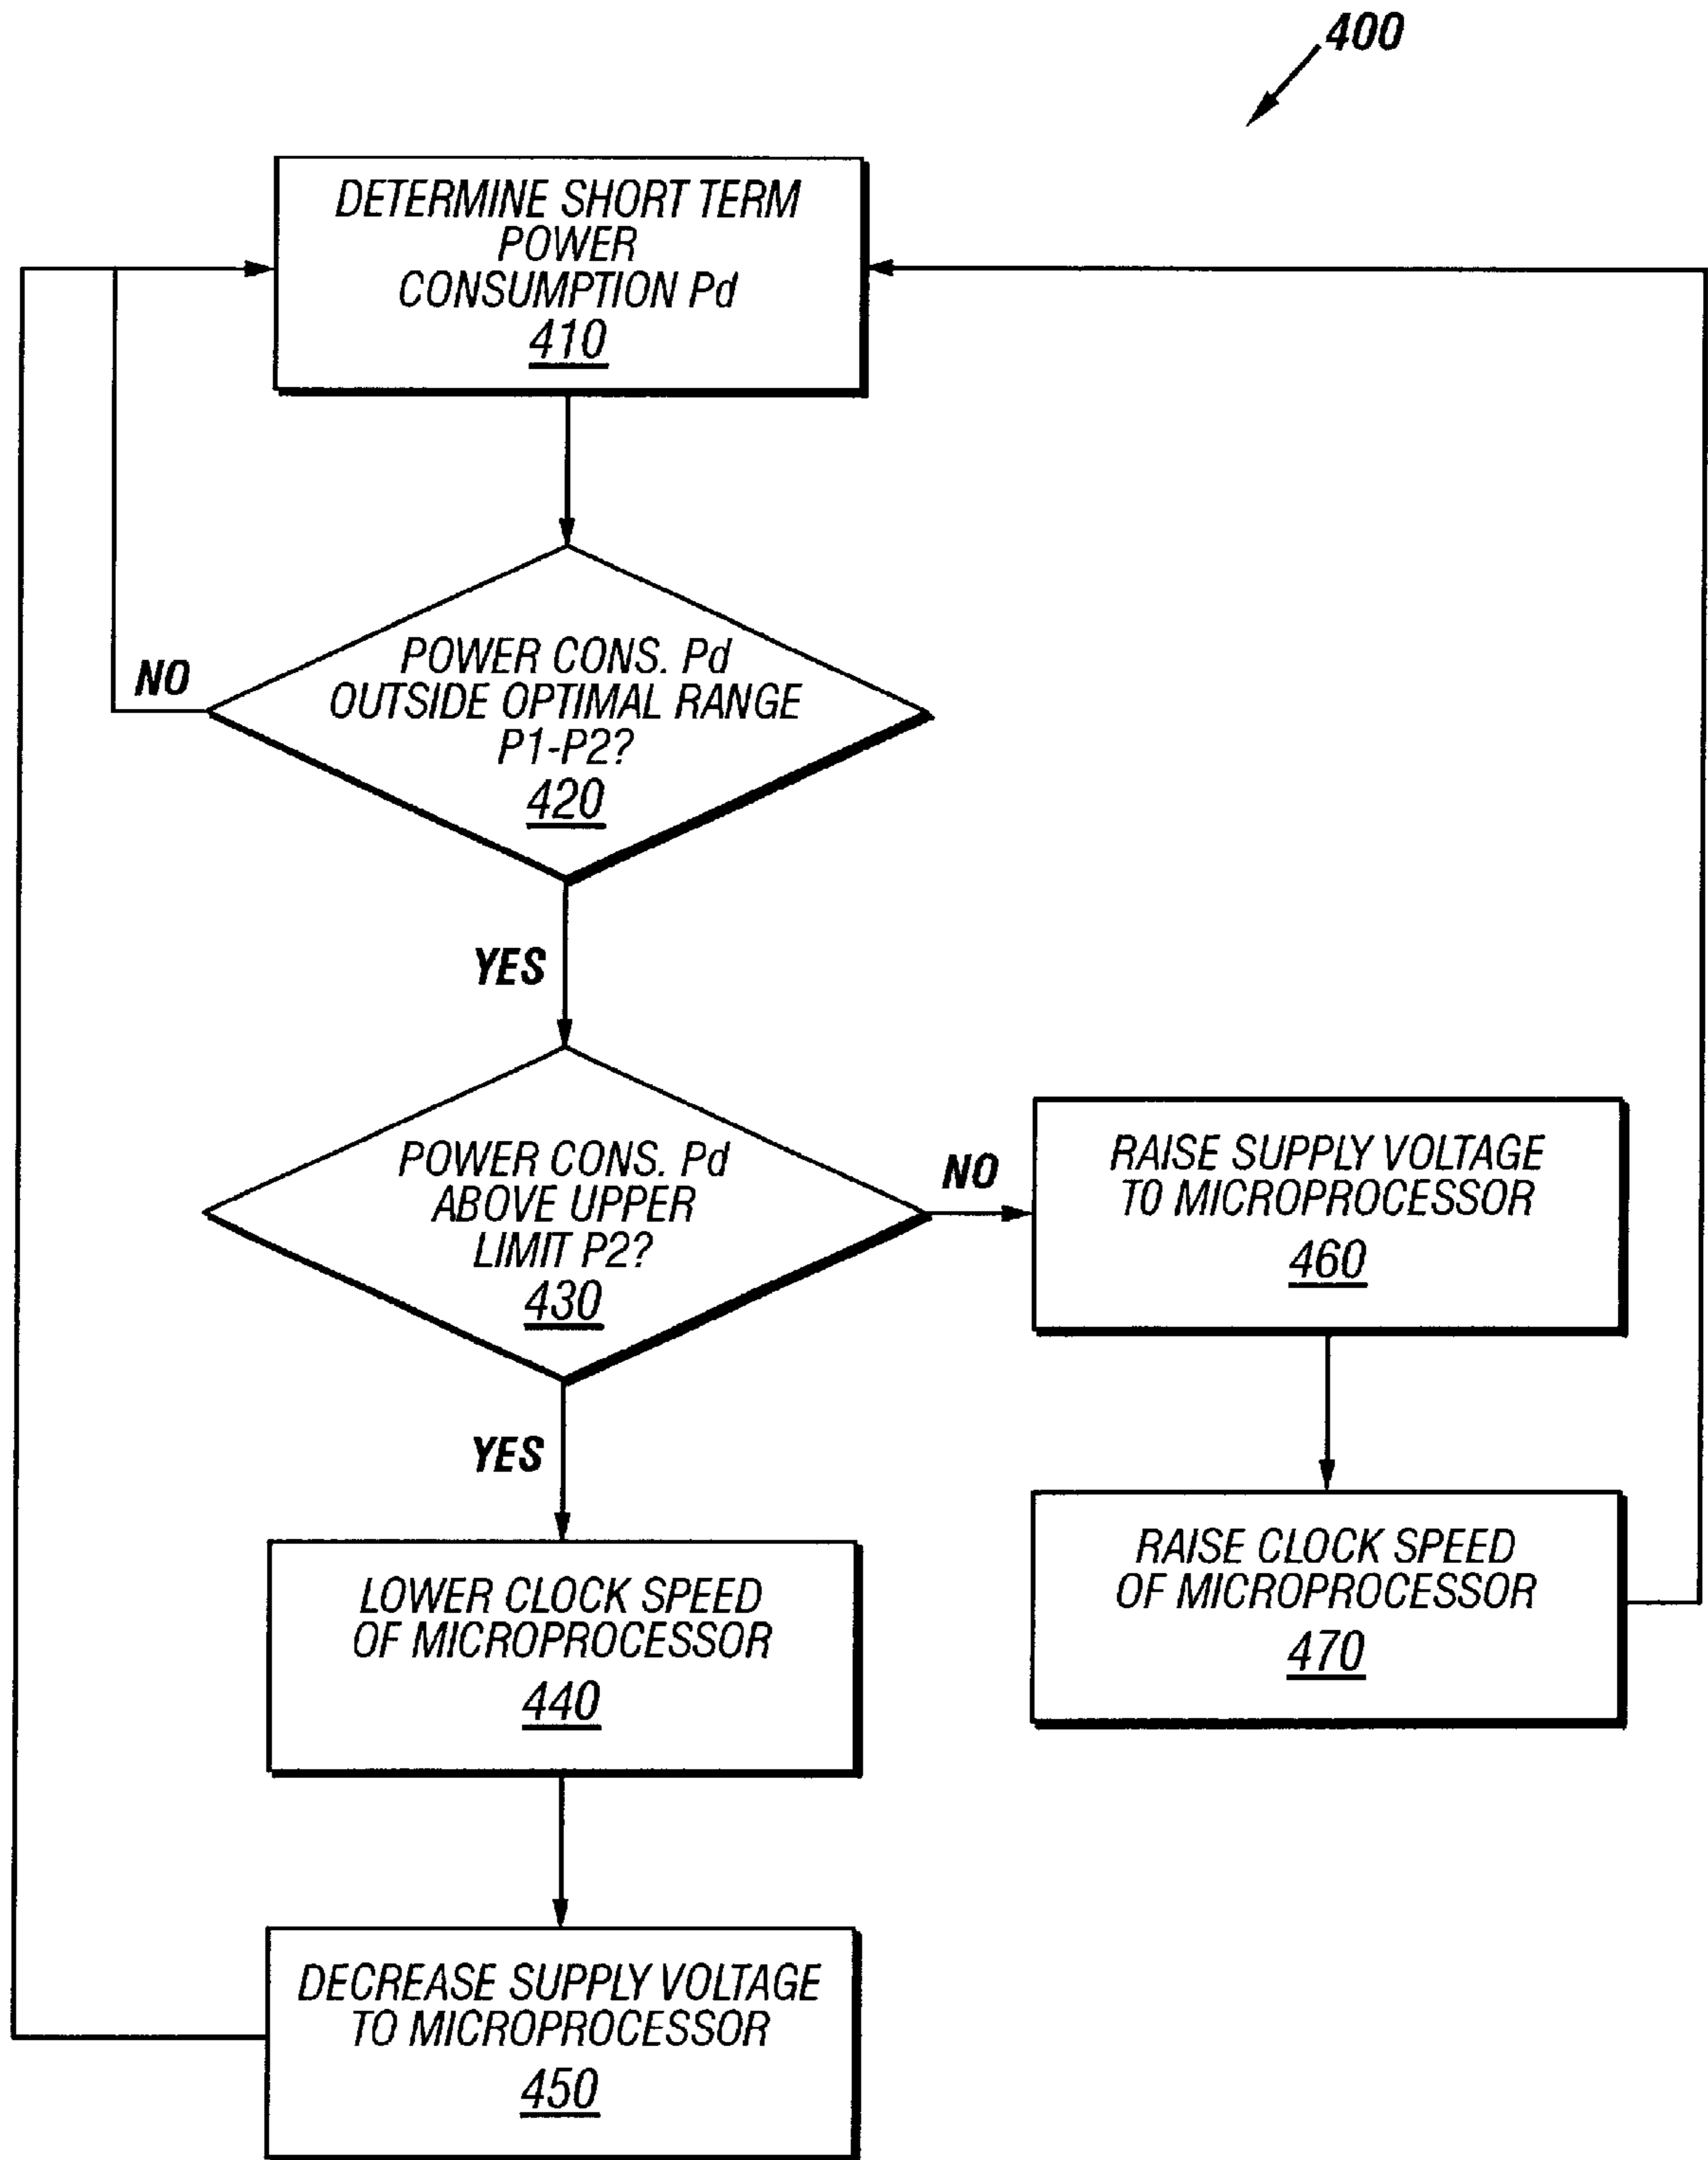 400
DETERMINE SHORT TERM
POWER
CONSUMPTION Pd
410
POWER CONS. Pd
OUTSIDE OPTIMAL RANGE
P1-P2?
420
NO
YES
POWER CONS. Pd
ABOVE UPPER
LIMIT P2?
430
NO
RAISE SUPPLY VOLTAGE
TO MICROPROCESSOR
460
YES
RAISE CLOCK SPEED
OF MICROPROCESSOR
470
LOWER CLOCK SPEED
OF MICROPROCESSOR
440
DECREASE SUPPLY VOLTAGE
TO MICROPROCESSOR
450